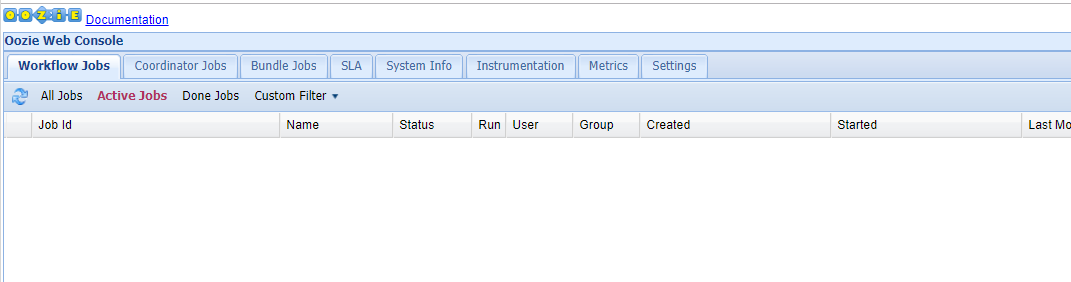 OOZIE Documentation
Oozie Web Console
Workflow Jobs Coordinator Jobs Bundle Jobs SLA System Info Instrumentation Metrics Settings
All Jobs Active Jobs Done Jobs Custom Filter
Job Id Name Status Run User Group Created Started Last Mo